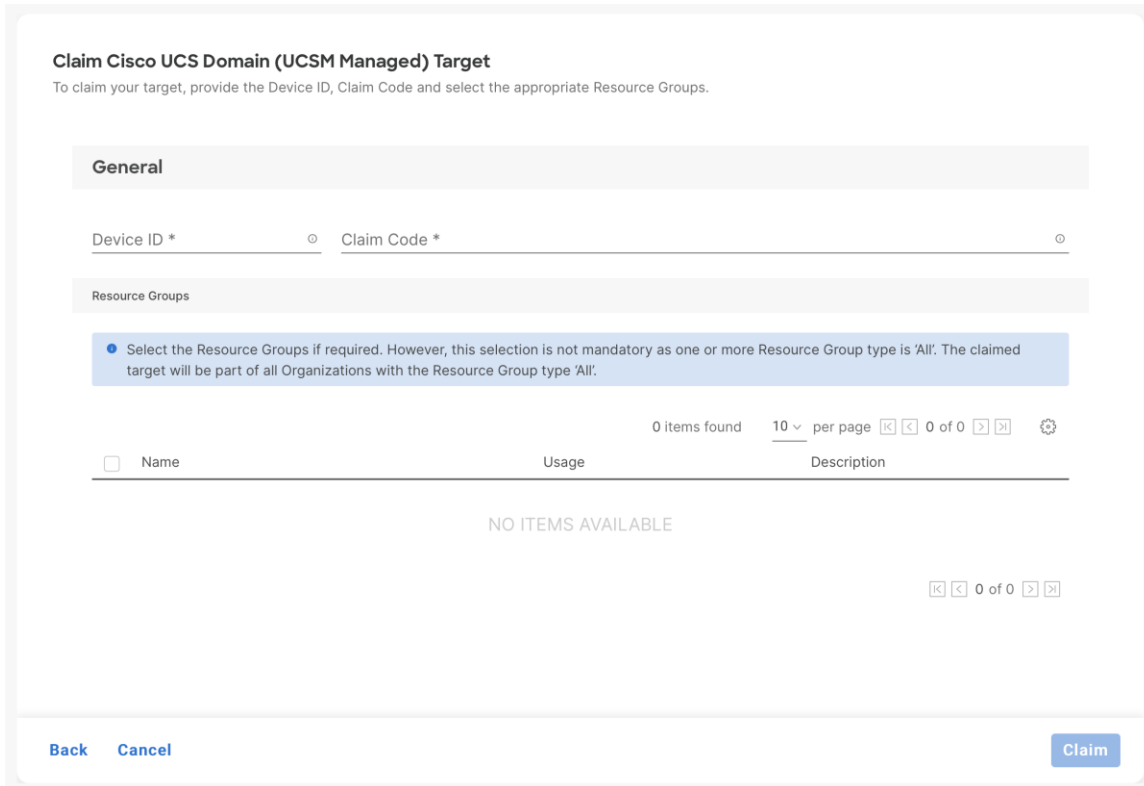 Claim Cisco UCS Domain (UCSM Managed) Target
To claim your target, provide the Device ID, Claim Code and select the appropriate Resource Groups.
General
Device ID * Claim Code *
Resource Groups
Select the Resource Groups if required. However, this selection is not mandatory as one or more Resource Group type is ‘All’. The claimed
target will be part of all Organizations with the Resource Group type ‘All’.
0 items found 10 per page 0 of 0
Name Usage Description
NO ITEMS AVAILABLE
0 of 0
Back Cancel Claim